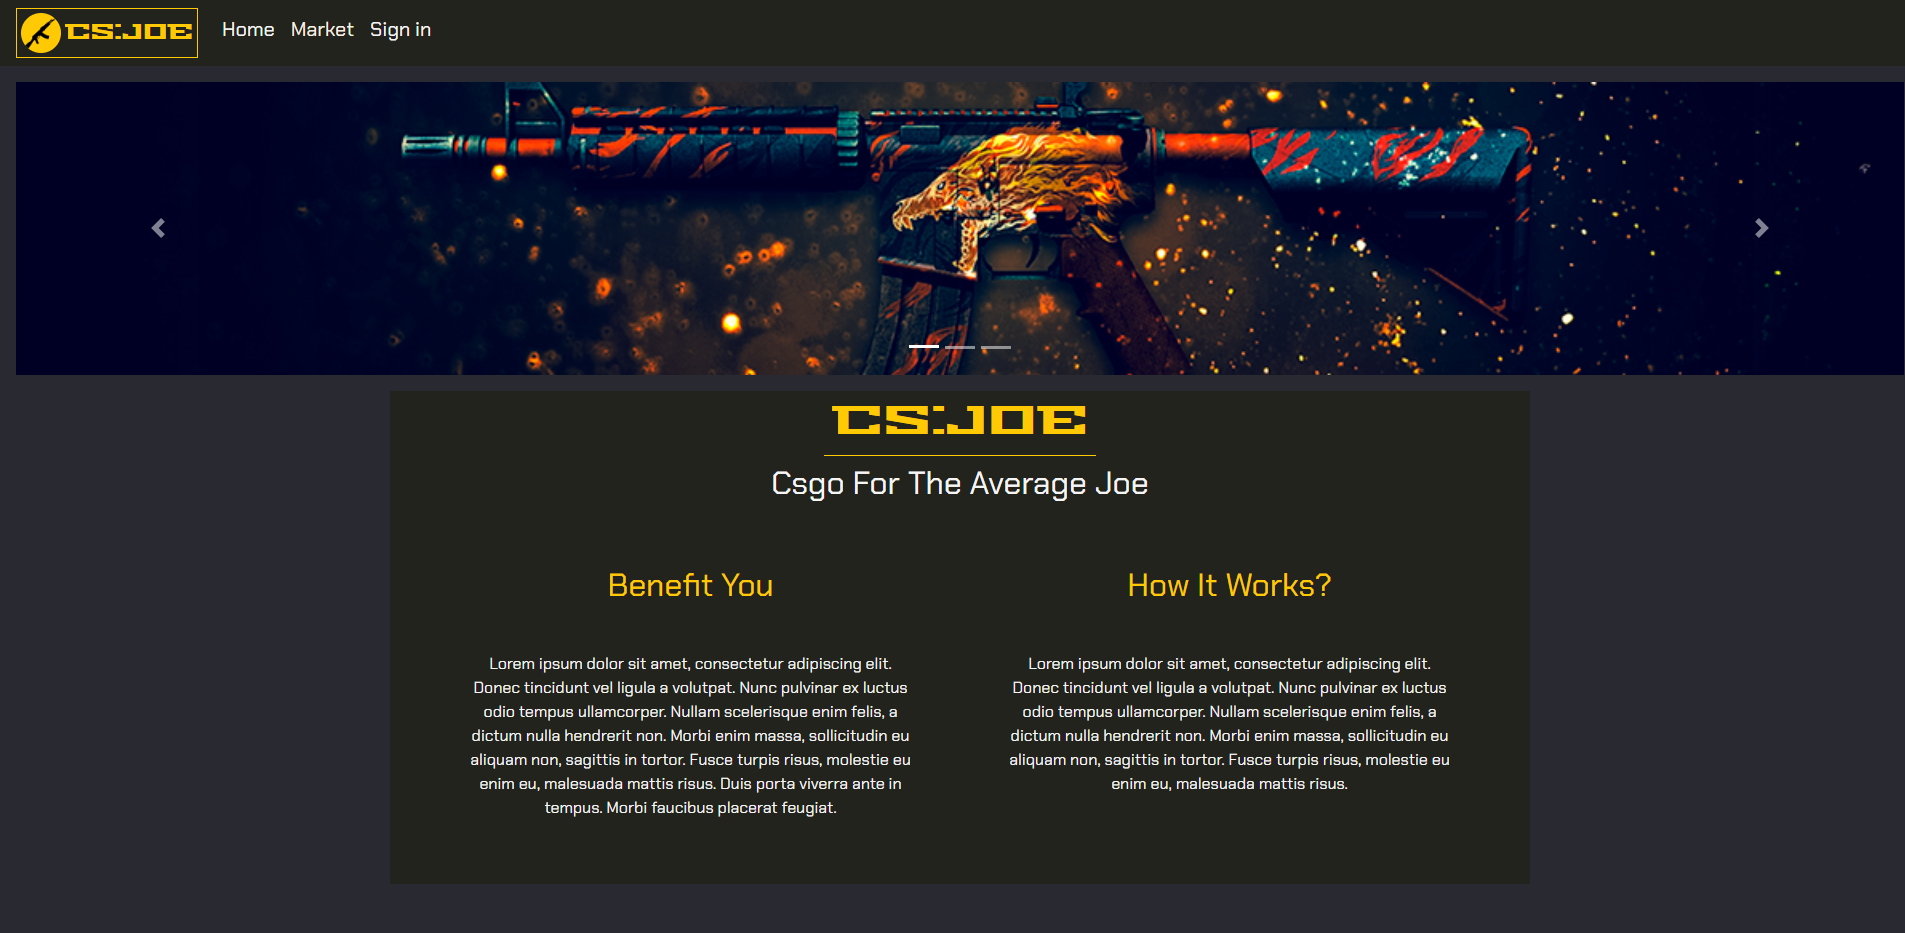 CS:JOE
Home Market Sign in
CS:JOE
Csgo For The Average Joe
Benefit You
Lorem ipsum dolor sit amet, consectetur adipiscing elit.
Donec tincidunt vel ligula a volutpat. Nunc pulvinar ex luctus
odio tempus ullamcorper. Nullam scelerisque enim felis, a
dictum nulla hendrerit non. Morbi enim massa, sollicitudin eu
aliquam non, sagittis in tortor. Fusce turpis risus, molestie eu
enim eu, malesuada mattis risus. Duis porta viverra ante in
tempus. Morbi faucibus placerat feugiat.
How It Works?
Lorem ipsum dolor sit amet, consectetur adipiscing elit.
Donec tincidunt vel ligula a volutpat. Nunc pulvinar ex luctus
odio tempus ullamcorper. Nullam scelerisque enim felis, a
dictum nulla hendrerit non. Morbi enim massa, sollicitudin eu
aliquam non, sagittis in tortor. Fusce turpis risus, molestie eu
enim eu, malesuada mattis risus.